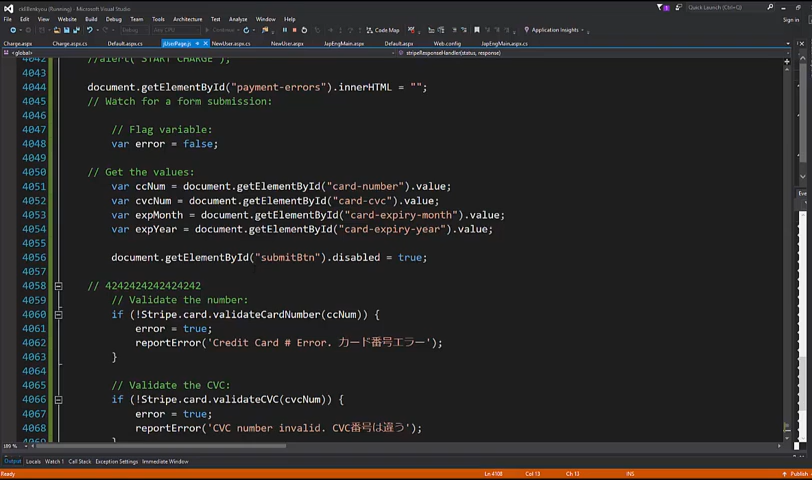 cktBenkyou (Running) - Microsoft Visual Studio
Quick Launch (Ctrl+Q)
File Edit View Website Build Debug Team Tools Architecture Test Analyze Window Help
Sign in
Continue
Code Map
Application Insights
Charge.aspx Charge.aspx.cs Default.aspx.cs jUserPage.js NewUser.aspx.cs NewUser.aspx JapEngMain.aspx Default.aspx Web.config JapEngMain.aspx.cs
<global> stripeResponseHandler(status, response)
4042 //alert("START CHARGE");
4043
4044 document.getElementById("payment-errors").innerHTML = "";
4045 // Watch for a form submission:
4046
4047 // Flag variable:
4048 var error = false;
4049
4050 // Get the values:
4051 var ccNum = document.getElementById("card-number").value;
4052 var cvcNum = document.getElementById("card-cvc").value;
4053 var expMonth = document.getElementById("card-expiry-month").value;
4054 var expYear = document.getElementById("card-expiry-year").value;
4055
4056 document.getElementById("submitBtn").disabled = true;
4057
4058 // 4242424242424242
4059 // Validate the number:
4060 if (!Stripe.card.validateCardNumber(ccNum)) {
4061 error = true;
4062 reportError('Credit Card # Error. カード番号エラー');
4063 }
4064
4065 // Validate the CVC:
4066 if (!Stripe.card.validateCVC(cvcNum)) {
4067 error = true;
4068 reportError('CVC number invalid. CVC番号は違う');
4069 }
Output Locals Watch 1 Call Stack Exception Settings Immediate Window
Ready Ln 4108 Col 13 Ch 13 INS Publish